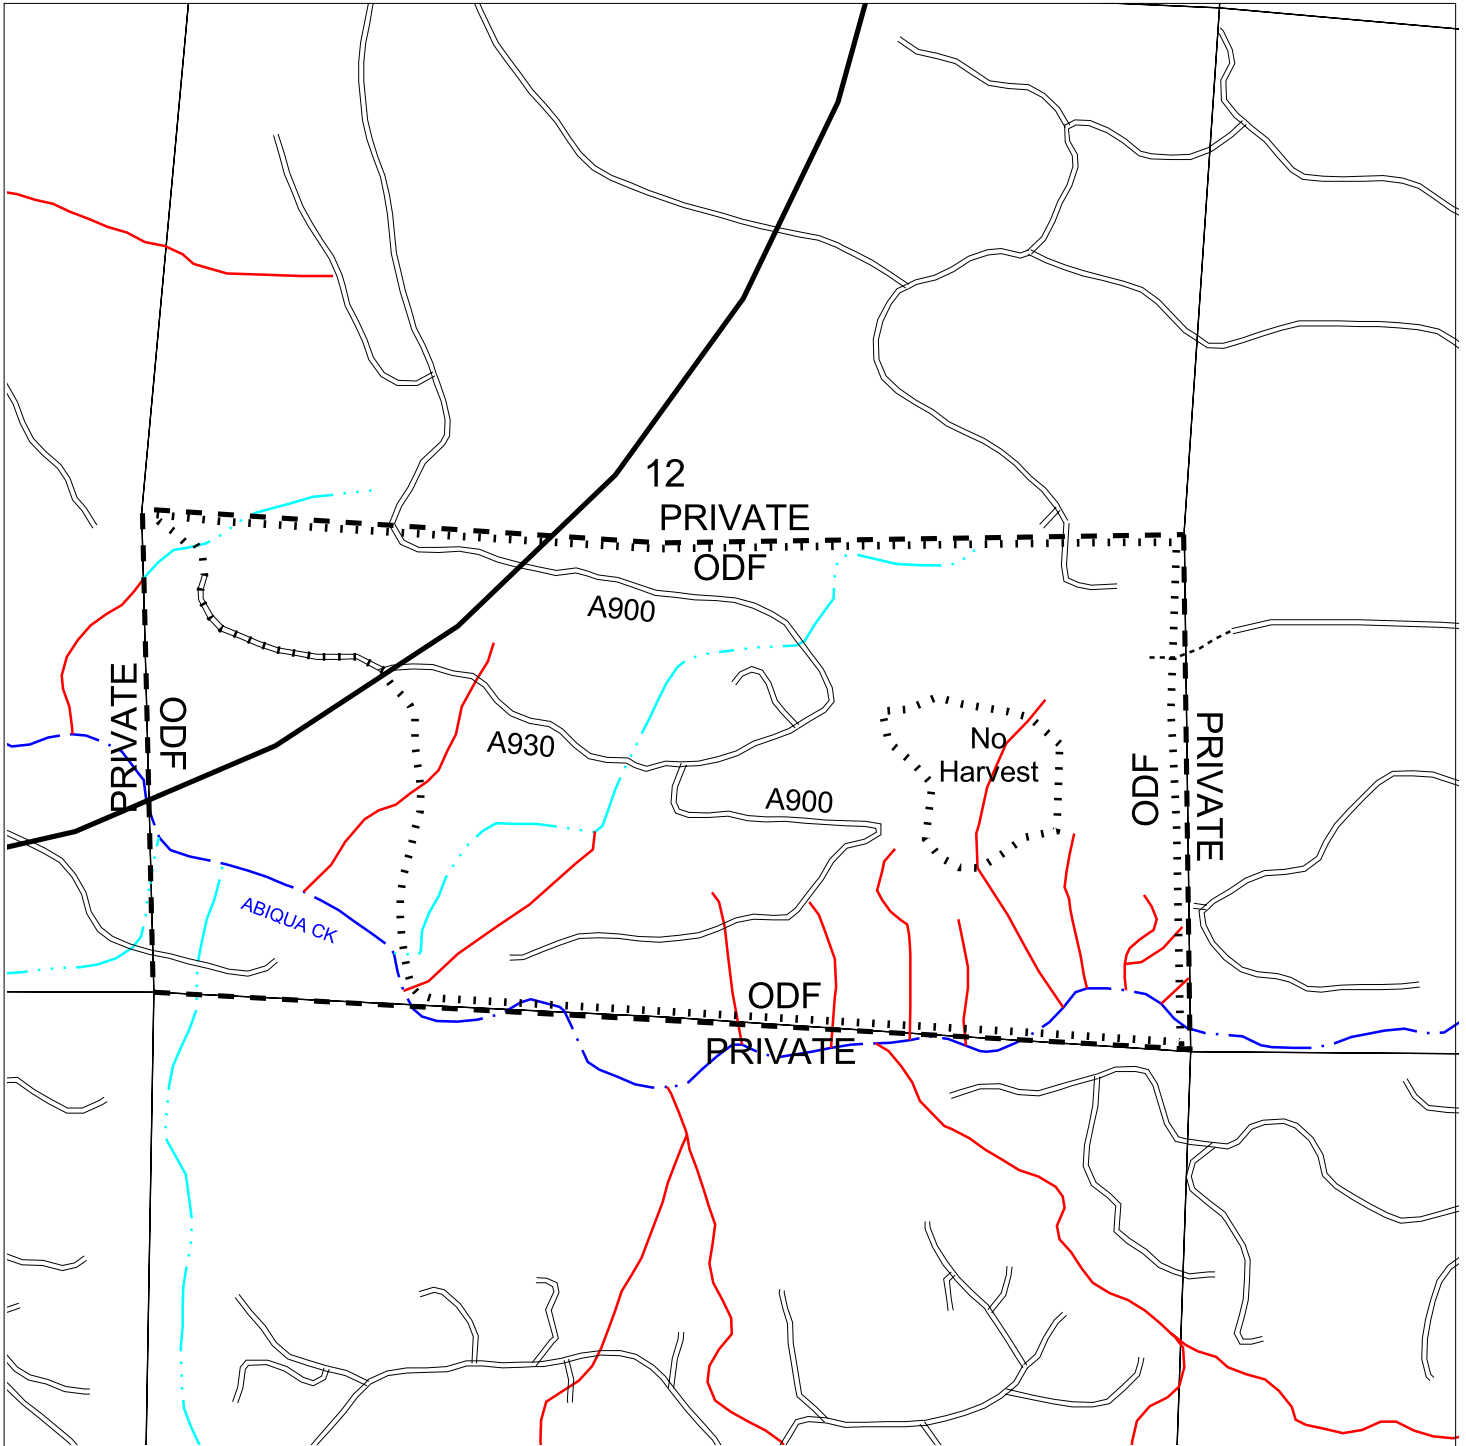 12
PRIVATE
ODF
A900
PRIVATE
ODF
A930
No
Harvest
A900
ODF
PRIVATE
ABIQUA CK
ODF
PRIVATE